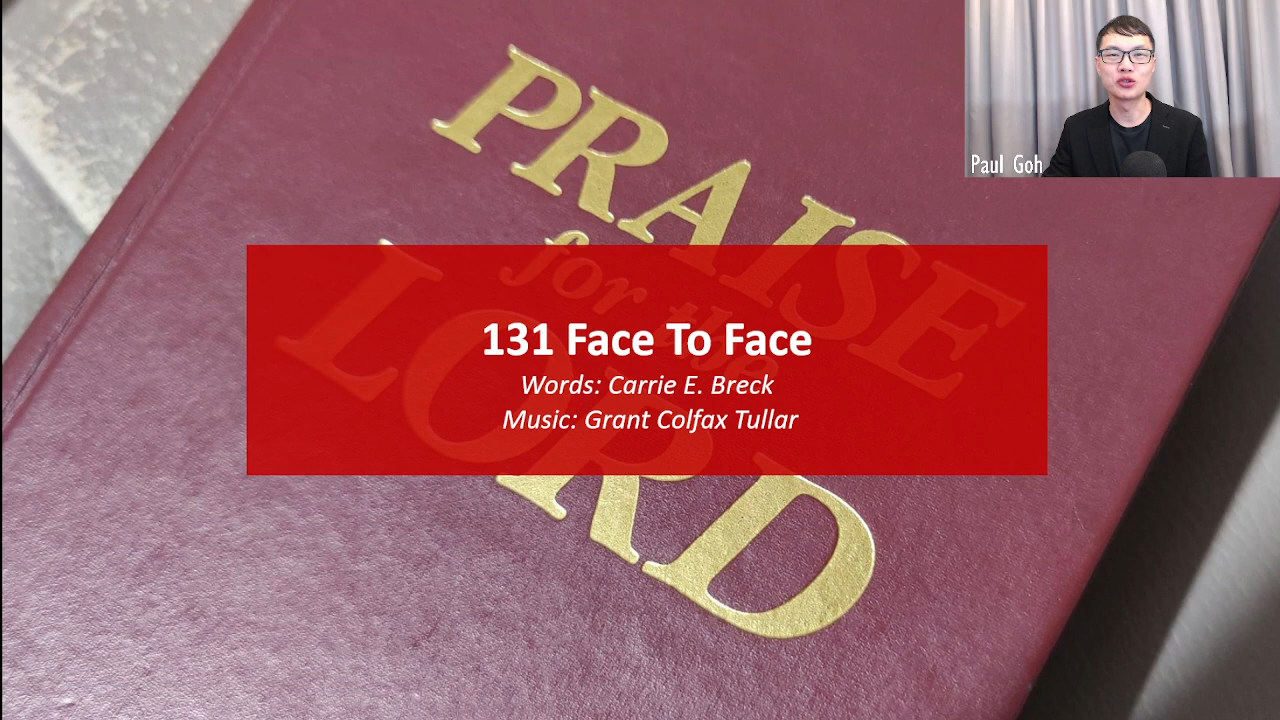 PRAISE
for the
LORD
Paul Goh
131 Face To Face
Words: Carrie E. Breck
Music: Grant Colfax Tullar